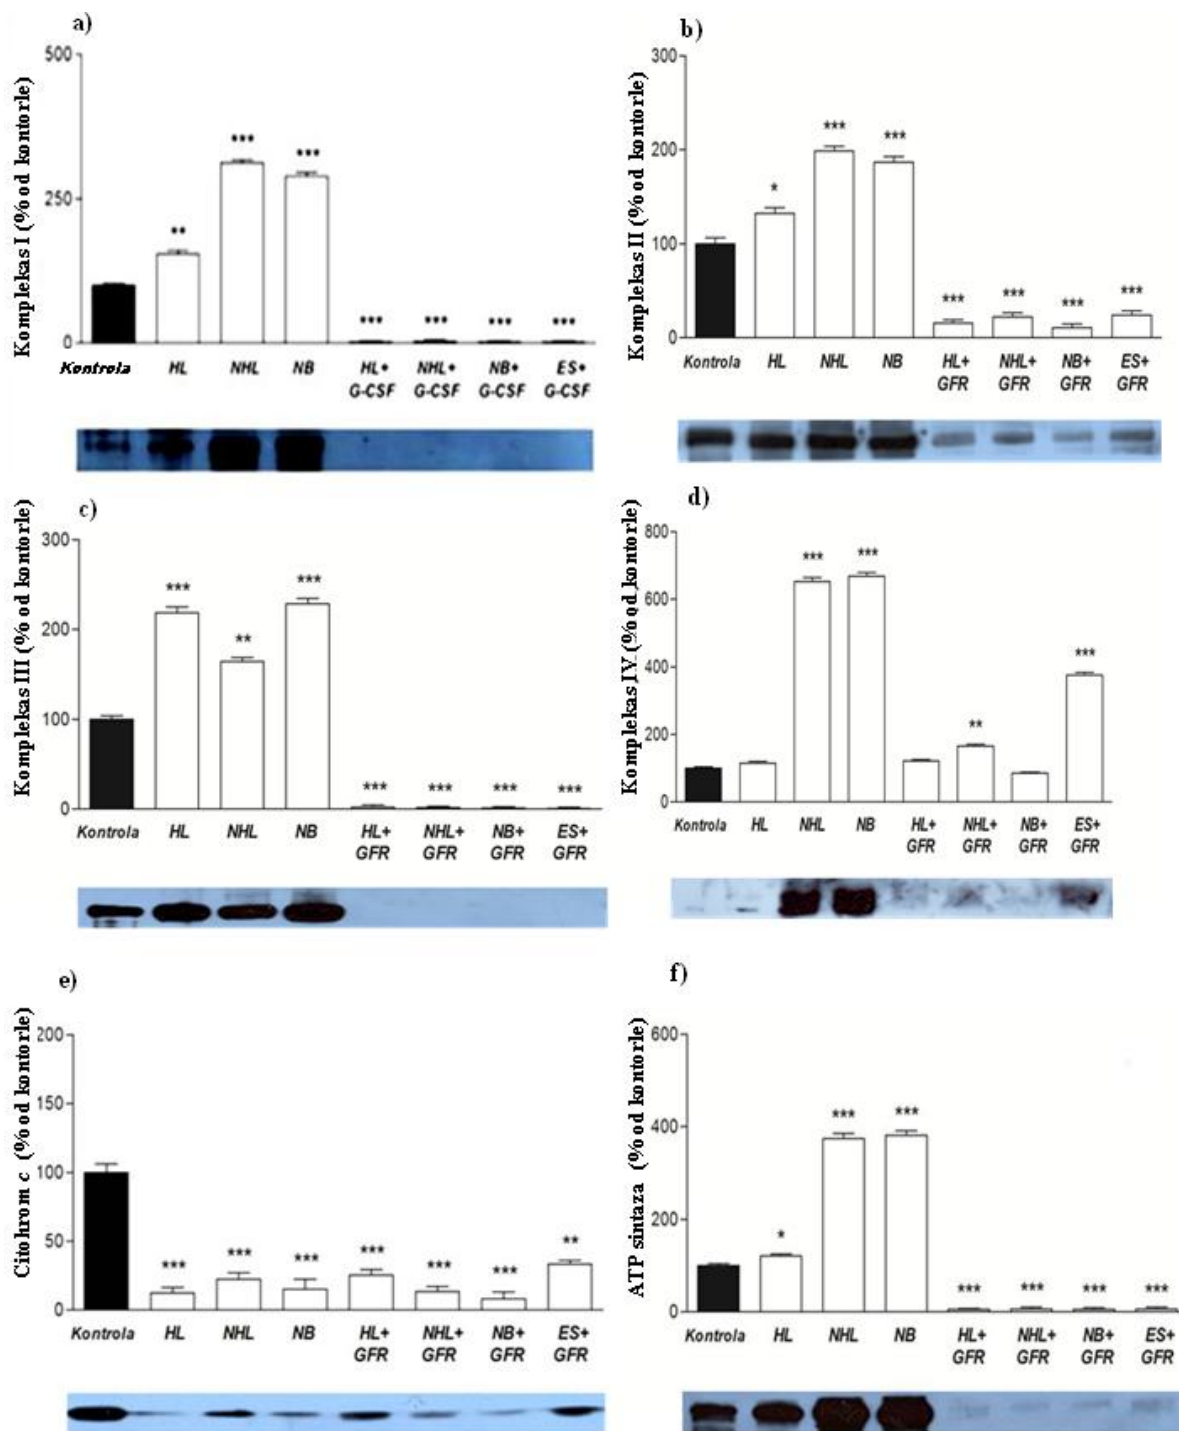 a)
Komplekas I (% od kontorle)
500
250
0
**
***
***
***
***
***
***
Kontrola HL NHL NB HL+ NHL+ NB+ ES+
G-CSF G-CSF G-CSF G-CSF
b)
Komplekas II (% od kontorle)
300
200
100
0
*
***
***
***
***
***
***
Kontrola HL NHL NB HL+ NHL+ NB+ ES+
GFR GFR GFR GFR
c)
Komplekas III (% od kontorle)
300
200
100
0
***
**
***
***
***
***
***
Kontrola HL NHL NB HL+ NHL+ NB+ ES+
GFR GFR GFR GFR
d)
Komplekas IV (% od kontorle)
800
600
400
200
0
***
***
**
***
Kontrola HL NHL NB HL+ NHL+ NB+ ES+
GFR GFR GFR GFR
e)
Citohrom c (% od kontorle)
200
150
100
50
0
***
***
***
***
***
***
**
Kontrola HL NHL NB HL+ NHL+ NB+ ES+
GFR GFR GFR GFR
f)
ATP sintaza (% od kontorle)
600
400
200
0
*
***
***
***
***
***
***
Kontrola HL NHL NB HL+ NHL+ NB+ ES+
GFR GFR GFR GFR